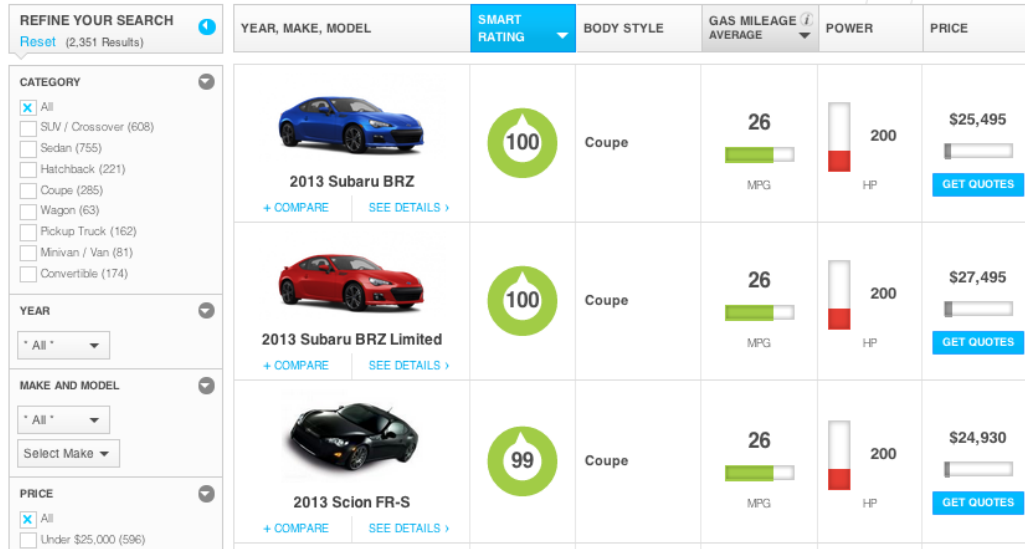 REFINE YOUR SEARCH
Reset (2,351 Results)
CATEGORY
All
SUV / Crossover (608)
Sedan (755)
Hatchback (221)
Coupe (285)
Wagon (63)
Pickup Truck (162)
Minivan / Van (81)
Convertible (174)
YEAR
* All *
MAKE AND MODEL
* All *
Select Make
PRICE
All
Under $25,000 (596)
YEAR, MAKE, MODEL
SMART RATING
BODY STYLE
GAS MILEAGE i
AVERAGE
POWER
PRICE
2013 Subaru BRZ
+ COMPARE
SEE DETAILS ›
100
Coupe
26
MPG
200
HP
$25,495
GET QUOTES
2013 Subaru BRZ Limited
+ COMPARE
SEE DETAILS ›
100
Coupe
26
MPG
200
HP
$27,495
GET QUOTES
2013 Scion FR-S
+ COMPARE
SEE DETAILS ›
99
Coupe
26
MPG
200
HP
$24,930
GET QUOTES